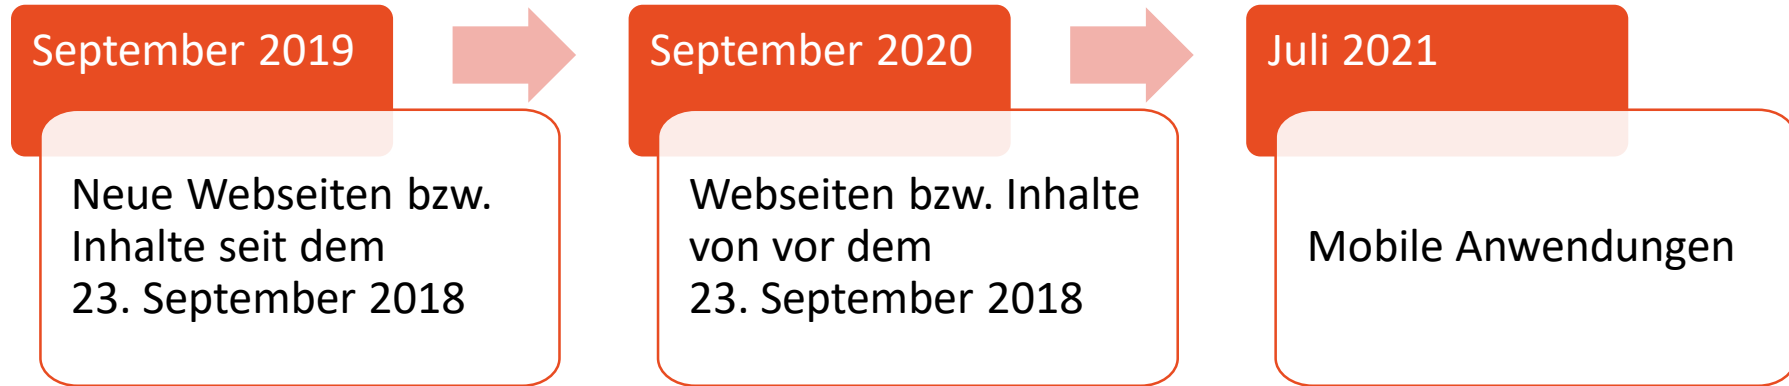 September 2019
Neue Webseiten bzw.
Inhalte seit dem
23. September 2018
September 2020
Webseiten bzw. Inhalte
von vor dem
23. September 2018
Juli 2021
Mobile Anwendungen